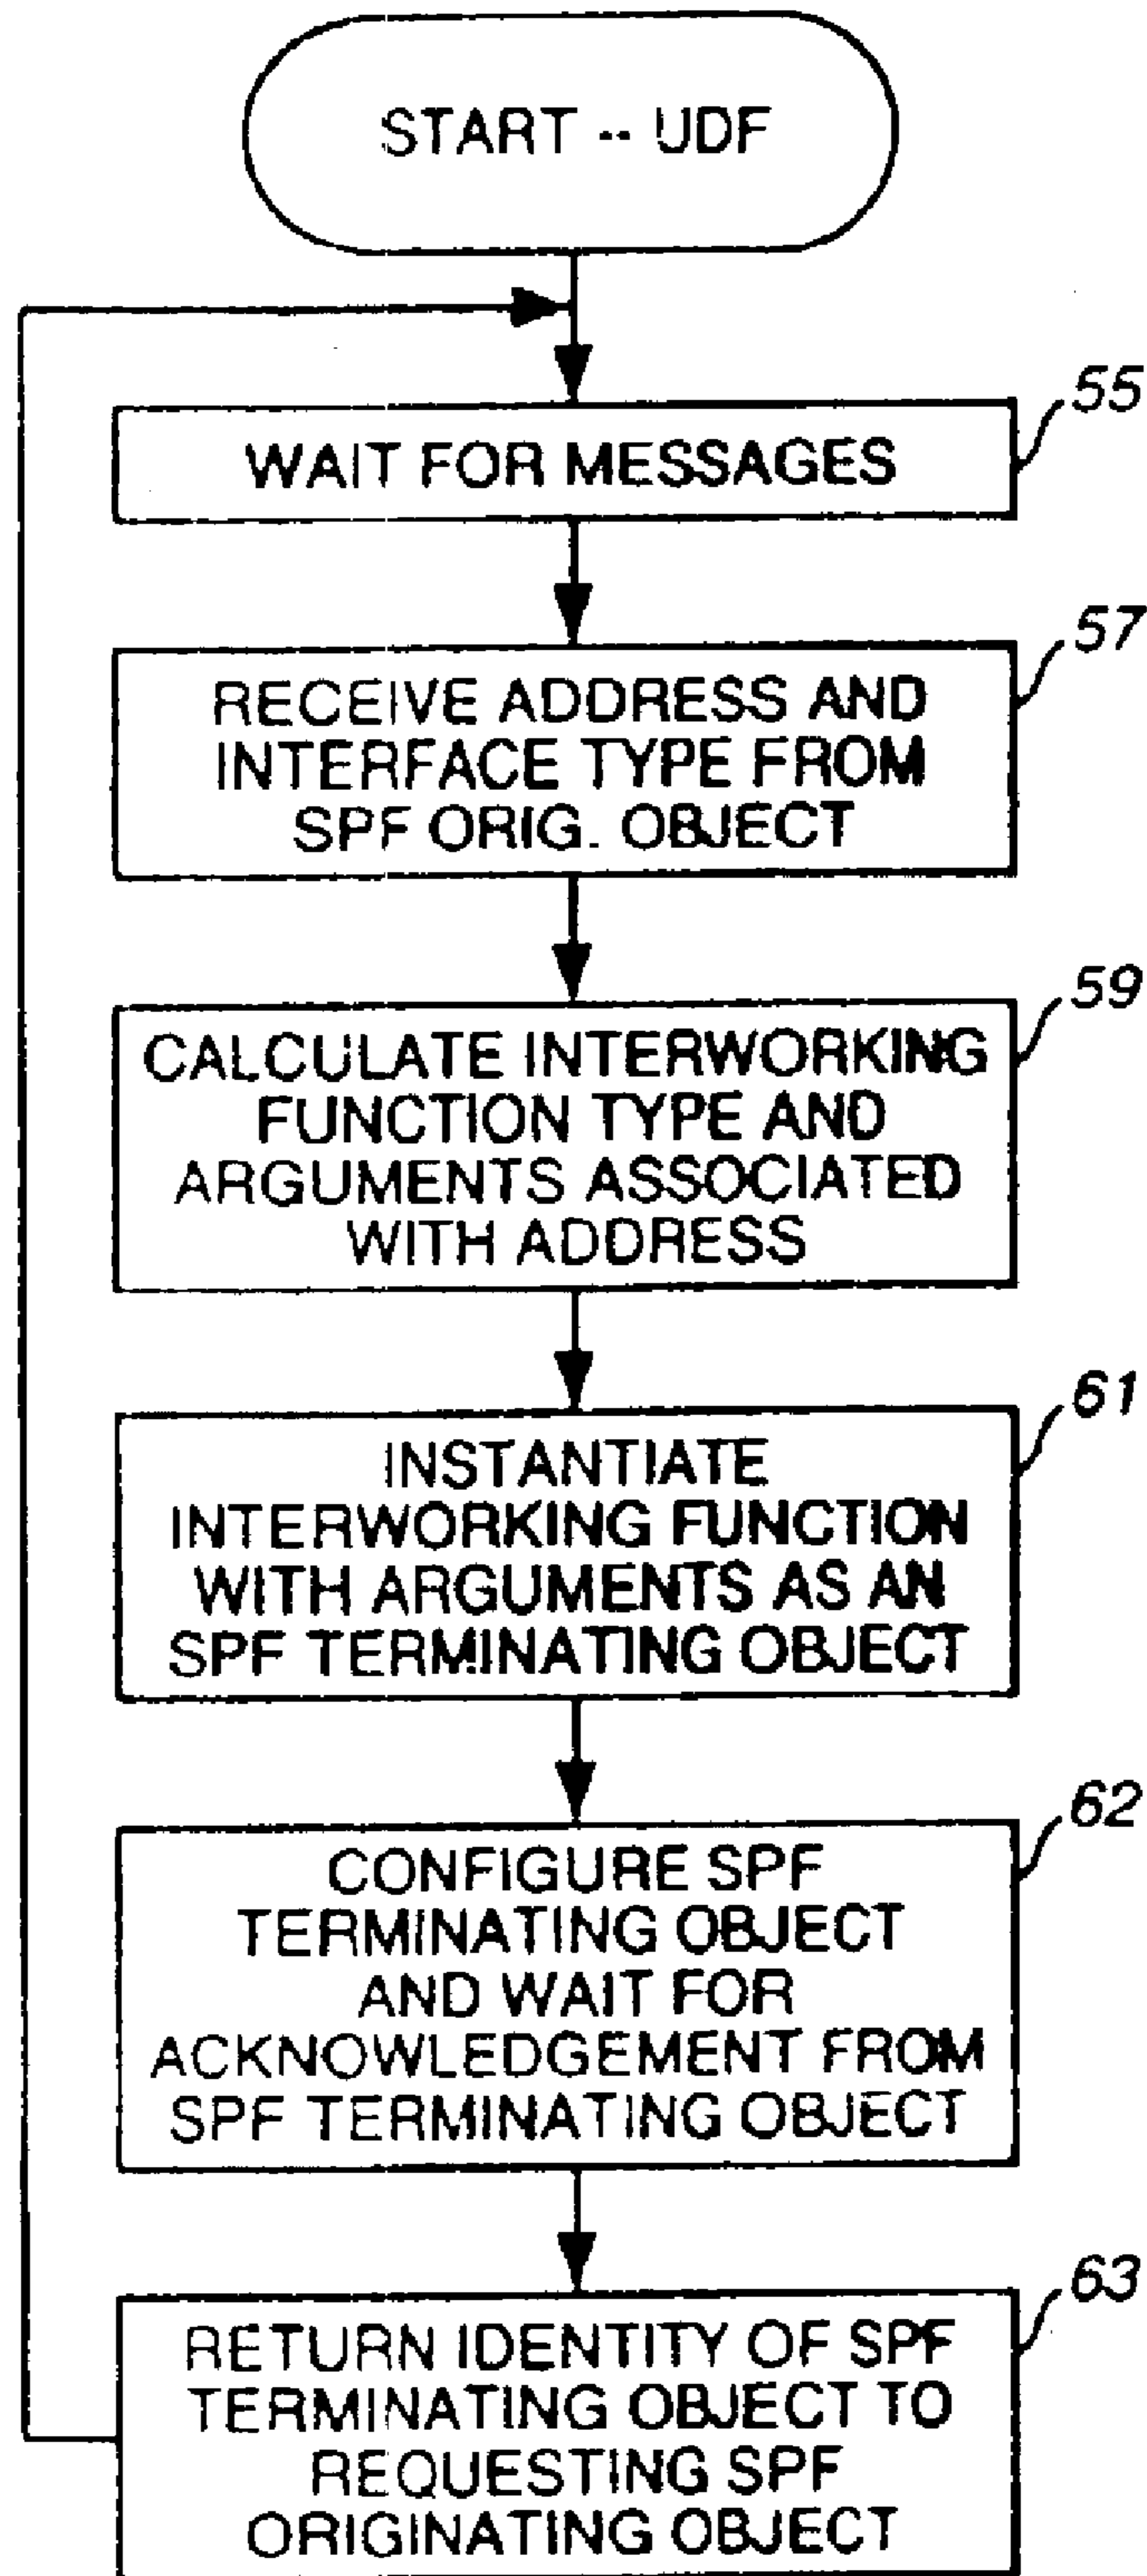 START -- UDF
55
WAIT FOR MESSAGES
57
RECEIVE ADDRESS AND
INTERFACE TYPE FROM
SPF ORIG. OBJECT
59
CALCULATE INTERWORKING
FUNCTION TYPE AND
ARGUMENTS ASSOCIATED
WITH ADDRESS
61
INSTANTIATE
INTERWORKING FUNCTION
WITH ARGUMENTS AS AN
SPF TERMINATING OBJECT
62
CONFIGURE SPF
TERMINATING OBJECT
AND WAIT FOR
ACKNOWLEDGEMENT FROM
SPF TERMINATING OBJECT
63
RETURN IDENTITY OF SPF
TERMINATING OBJECT TO
REQUESTING SPF
ORIGINATING OBJECT